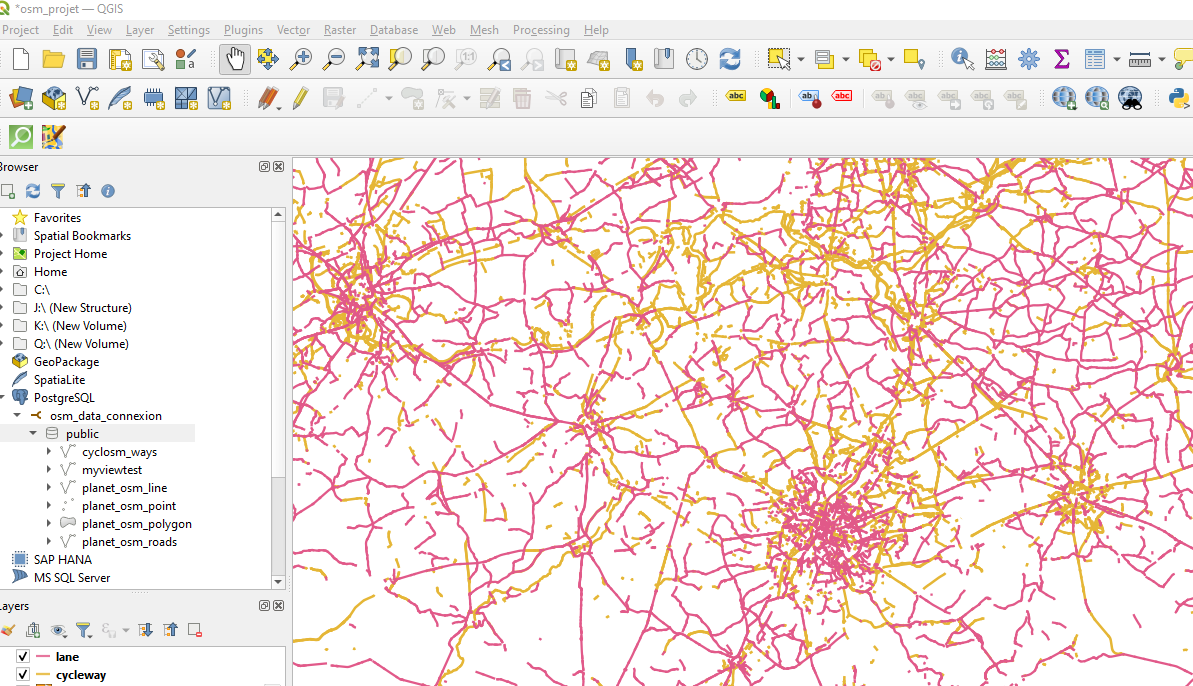 *osm_projet — QGIS
Project Edit View Layer Settings Plugins Vector Raster Database Web Mesh Processing Help
abc abc abc
Browser
Favorites
Spatial Bookmarks
Project Home
Home
C:\
J:\ (New Structure)
K:\ (New Volume)
Q:\ (New Volume)
GeoPackage
SpatiaLite
PostgreSQL
osm_data_connexion
public
cyclosm_ways
myviewtest
planet_osm_line
planet_osm_point
planet_osm_polygon
planet_osm_roads
SAP HANA
MS SQL Server
Layers
lane
cycleway